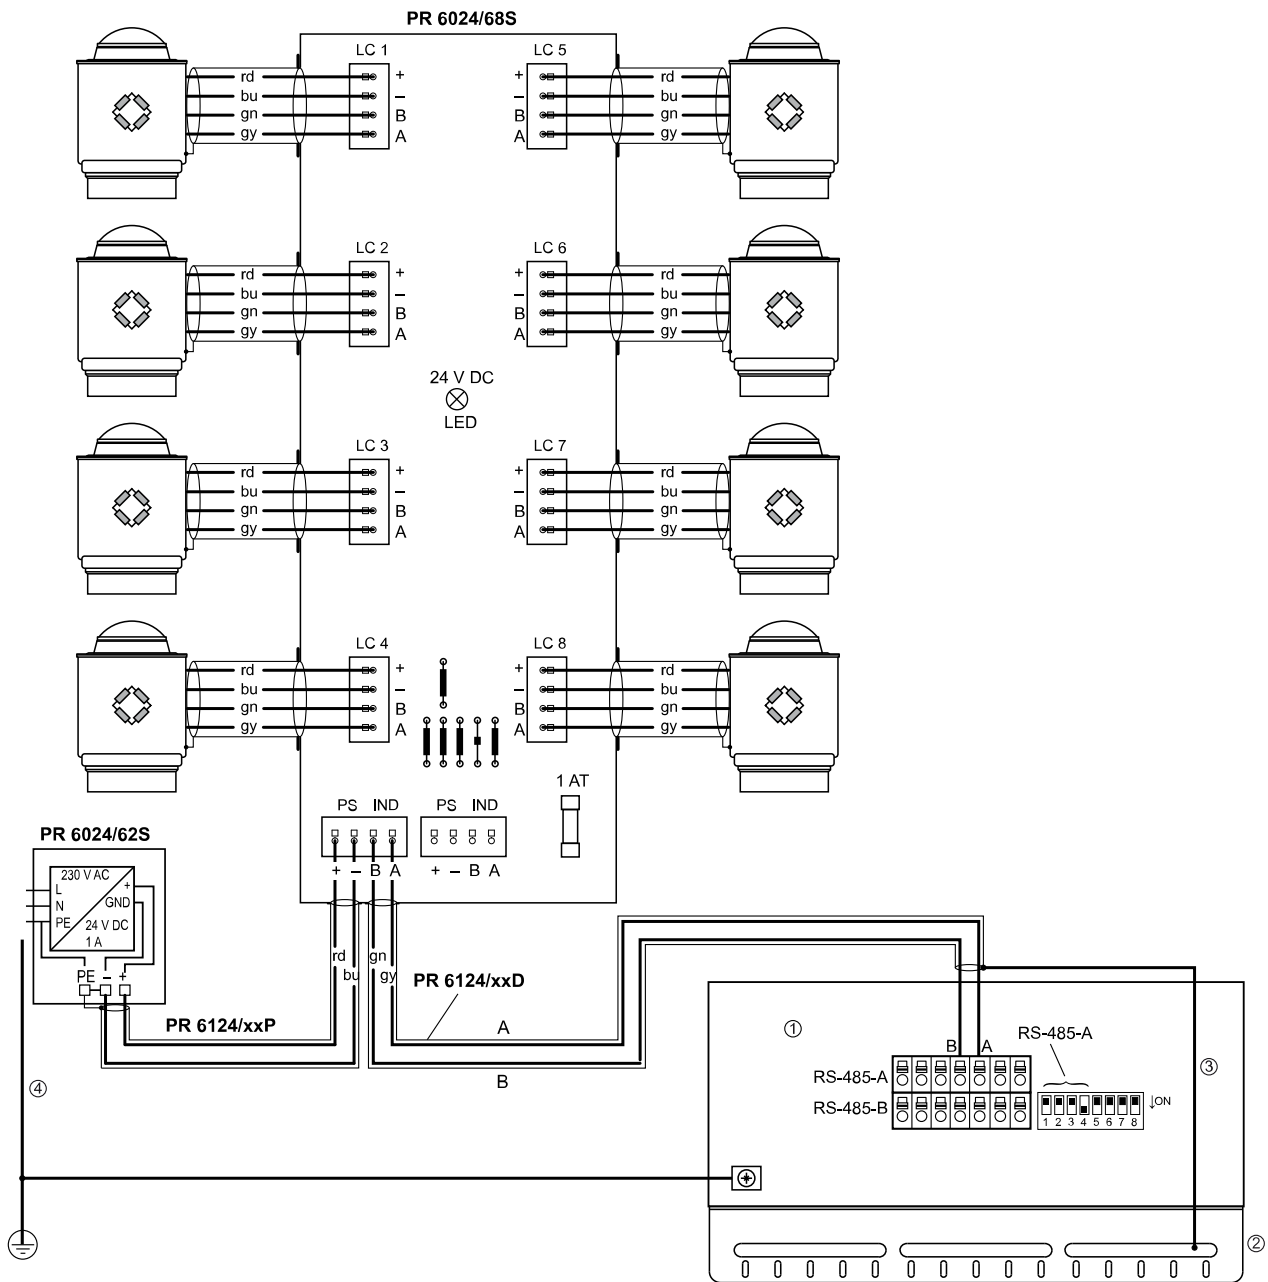 PR 6024/68S
LC 1
LC 5
rd + + rd
bu – – bu
gn B B gn
gy A A gy
LC 2
LC 6
rd + + rd
bu – – bu
gn B B gn
gy A A gy
24 V DC
LED
LC 3
LC 7
rd + + rd
bu – – bu
gn B B gn
gy A A gy
LC 4
LC 8
rd + + rd
bu – – bu
gn B B gn
gy A A gy
1 AT
PS IND
PS IND
+ – B A
+ – B A
PR 6024/62S
230 V AC
L
N
PE
+
GND
24 V DC
1 A
PE – +
rd
bu
gn
gy
PR 6124/xxP
PR 6124/xxD
A
B
①
RS-485-A
B A
RS-485-A
RS-485-B
↓ON
1 2 3 4 5 6 7 8
③
④
②